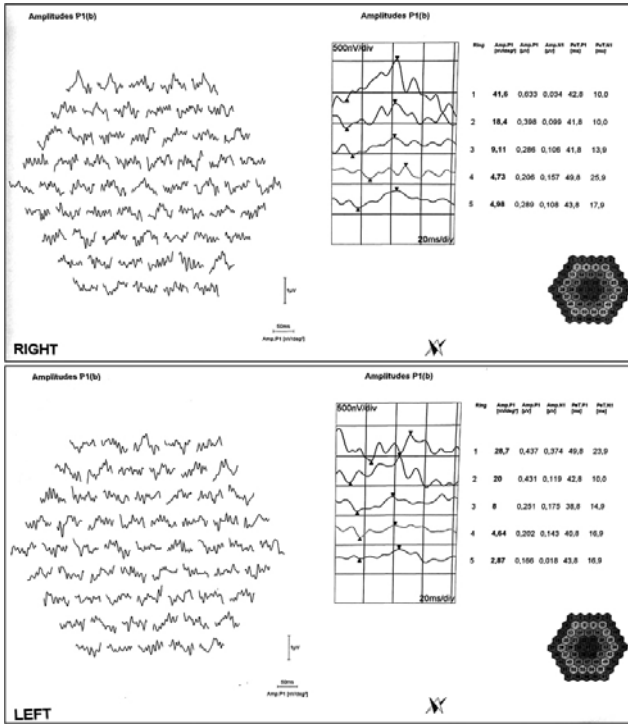 Amplitudes P1(b) Amplitudes P1(b)
500nV/div
Ring Amp.P1 [nV/deg²] Amp.P1 [µV] Amp.N1 [µV] PeT.P1 [ms] PeT.N1 [ms]
1 41,6 0,633 0,034 42,8 10,0
2 18,4 0,398 0,099 41,8 10,0
3 9,11 0,286 0,106 41,8 13,9
4 4,73 0,206 0,157 49,8 25,9
5 4,98 0,289 0,108 43,8 17,9
20ms/div
1µV
50ms
Amp.P1 [nV/deg²]
RIGHT
Amplitudes P1(b) Amplitudes P1(b)
500nV/div
Ring Amp.P1 [nV/deg²] Amp.P1 [µV] Amp.N1 [µV] PeT.P1 [ms] PeT.N1 [ms]
1 28,7 0,437 0,374 49,8 23,9
2 20 0,431 0,119 42,8 10,0
3 8 0,251 0,175 38,8 14,9
4 4,64 0,202 0,143 40,8 16,9
5 2,87 0,166 0,018 43,8 16,9
20ms/div
1µV
50ms
Amp.P1 [nV/deg²]
LEFT